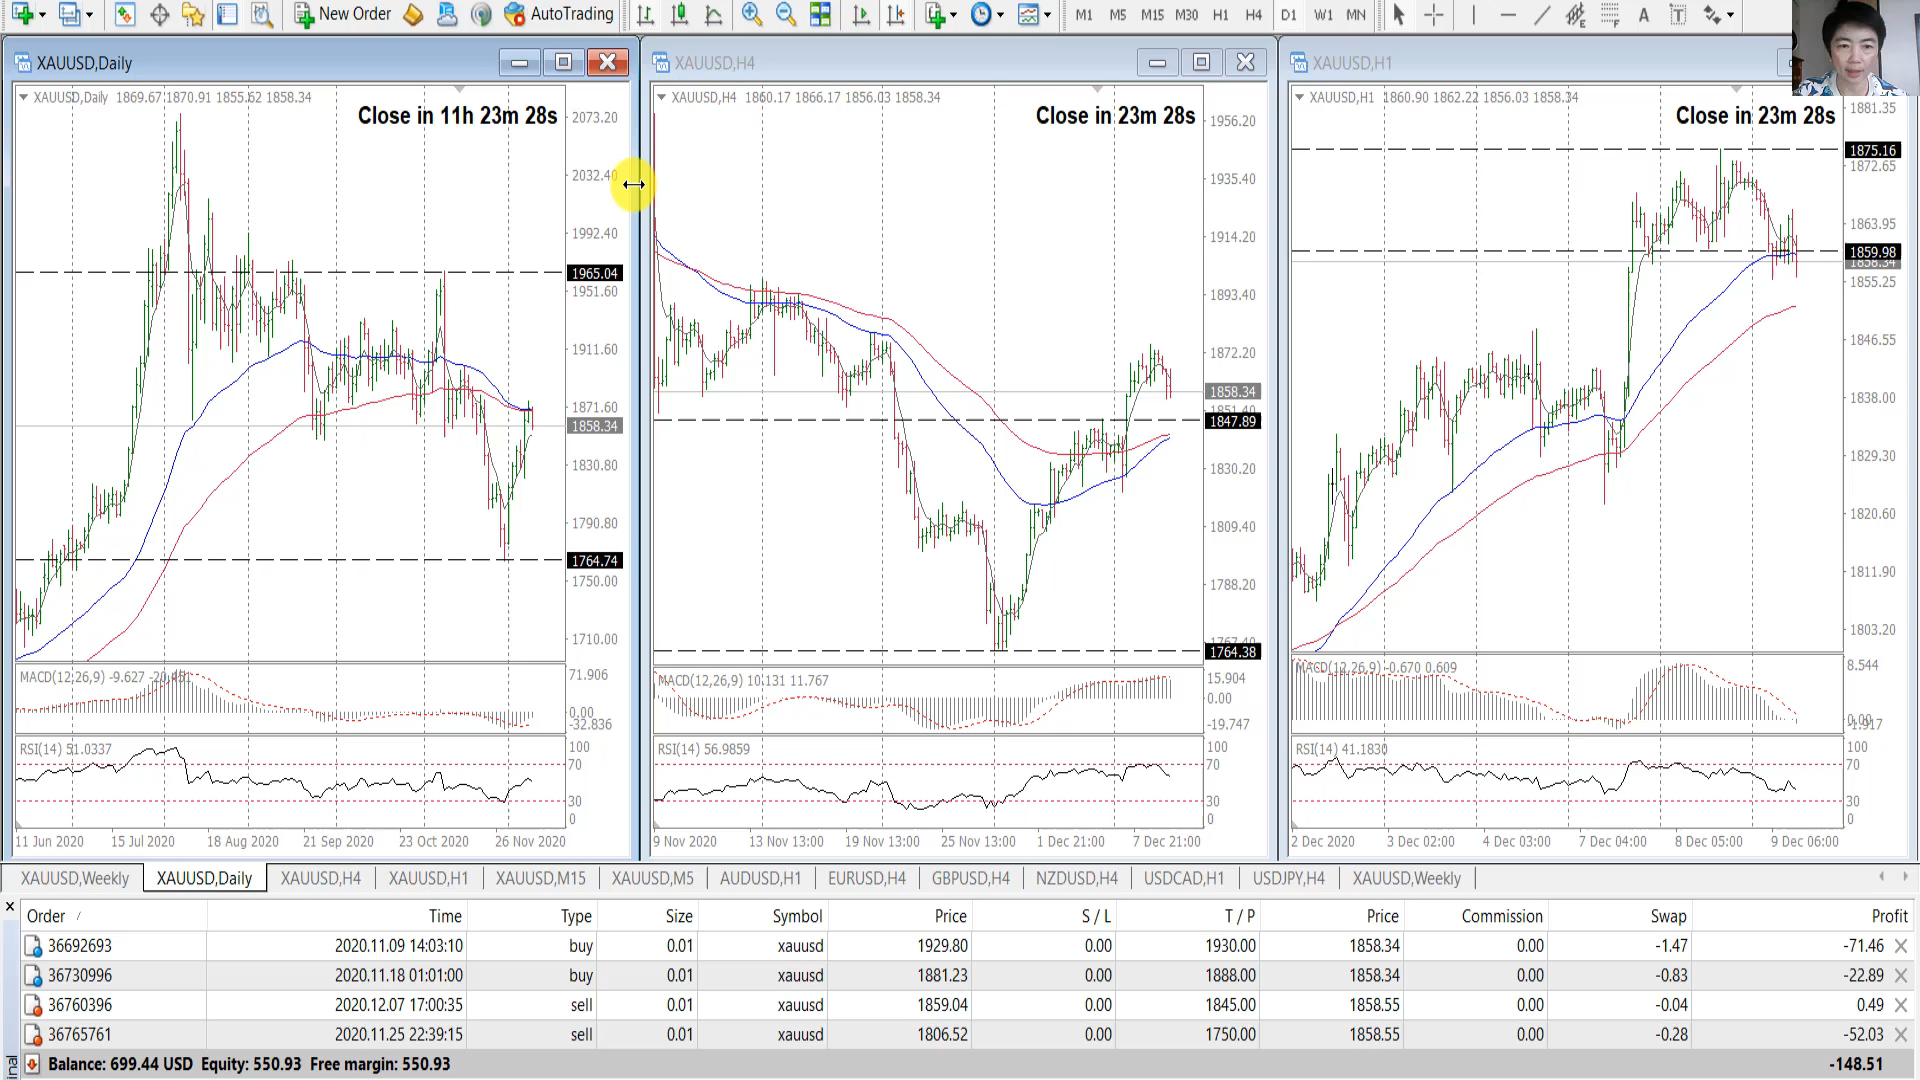 New Order AutoTrading M1 M5 M15 M30 H1 H4 D1 W1 MN A T
XAUUSD,Daily
XAUUSD,Daily 1869.67 1870.91 1855.62 1858.34
Close in 11h 23m 28s
2073.20
2032.40
1992.40
1965.04
1951.60
1911.60
1871.60
1858.34
1830.80
1790.80
1764.74
1750.00
1710.00
MACD(12,26,9) -9.627
71.906
0.00
-32.836
RSI(14) 51.0337
100
70
30
0
11 Jun 2020 15 Jul 2020 18 Aug 2020 21 Sep 2020 23 Oct 2020 26 Nov 2020
XAUUSD,H4
XAUUSD,H4 1860.17 1866.17 1856.03 1858.34
Close in 23m 28s
1956.20
1935.40
1914.20
1893.40
1872.20
1858.34
1851.40
1847.89
1830.20
1809.40
1788.20
1767.40
1764.38
MACD(12,26,9) 10.131 11.767
15.904
0.00
-19.747
RSI(14) 56.9859
100
70
30
0
9 Nov 2020 13 Nov 13:00 19 Nov 13:00 25 Nov 13:00 1 Dec 21:00 7 Dec 21:00
XAUUSD,H1
XAUUSD,H1 1860.90 1862.22 1856.03 1858.34
Close in 23m 28s
1881.35
1875.16
1872.65
1863.95
1859.98
1858.34
1855.25
1846.55
1838.00
1829.30
1820.60
1811.90
1803.20
MACD(12,26,9) -0.670 0.609
8.544
0.00
-1.917
RSI(14) 41.1830
100
70
30
0
2 Dec 2020 3 Dec 02:00 4 Dec 03:00 7 Dec 04:00 8 Dec 05:00 9 Dec 06:00
XAUUSD,Weekly XAUUSD,Daily XAUUSD,H4 XAUUSD,H1 XAUUSD,M15 XAUUSD,M5 AUDUSD,H1 EURUSD,H4 GBPUSD,H4 NZDUSD,H4 USDCAD,H1 USDJPY,H4 XAUUSD,Weekly
Order / Time Type Size Symbol Price S / L T / P Price Commission Swap Profit
36692693 2020.11.09 14:03:10 buy 0.01 xauusd 1929.80 0.00 1930.00 1858.34 0.00 -1.47 -71.46
36730996 2020.11.18 01:01:00 buy 0.01 xauusd 1881.23 0.00 1888.00 1858.34 0.00 -0.83 -22.89
36760396 2020.12.07 17:00:35 sell 0.01 xauusd 1859.04 0.00 1845.00 1858.55 0.00 -0.04 0.49
36765761 2020.11.25 22:39:15 sell 0.01 xauusd 1806.52 0.00 1750.00 1858.55 0.00 -0.28 -52.03
Balance: 699.44 USD Equity: 550.93 Free margin: 550.93 -148.51